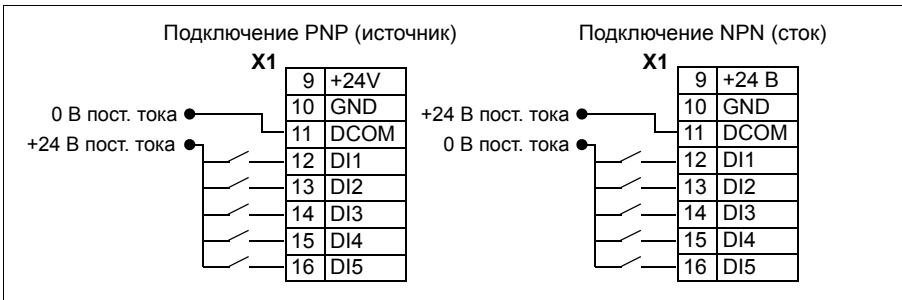 Подключение PNP (источник)
X1
9 +24V
10 GND
11 DCOM
12 DI1
13 DI2
14 DI3
15 DI4
16 DI5
0 В пост. тока
+24 В пост. тока
Подключение NPN (сток)
X1
9 +24 В
10 GND
11 DCOM
12 DI1
13 DI2
14 DI3
15 DI4
16 DI5
+24 В пост. тока
0 В пост. тока